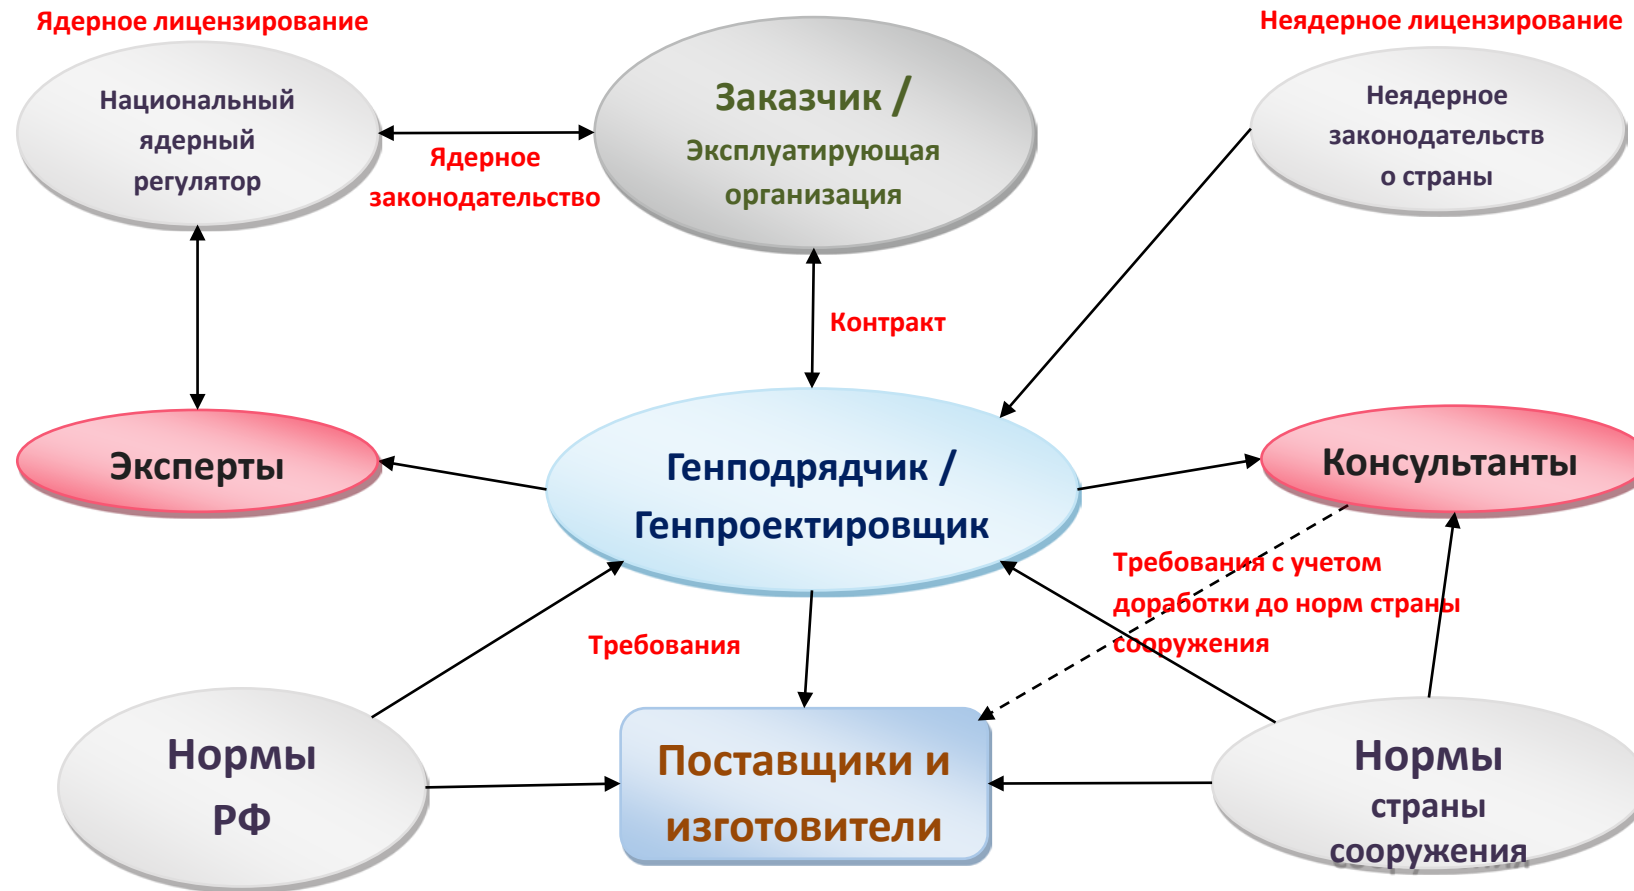 Ядерное лицензирование
Неядерное лицензирование
Национальный
ядерный
регулятор
Ядерное
законодательство
Заказчик /
Эксплуатирующая
организация
Неядерное
законодательств
о страны
Контракт
Эксперты
Генподрядчик /
Генпроектировщик
Консультанты
Требования с учетом
доработки до норм страны
сооружения
Требования
Нормы
РФ
Поставщики и
изготовители
Нормы
страны
сооружения